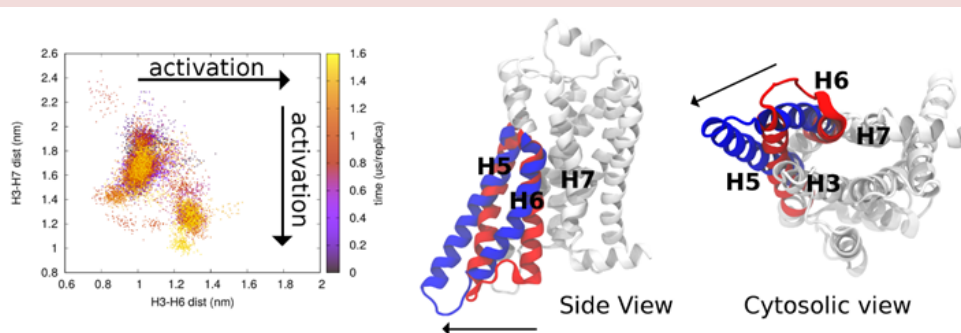 2.6
2.4
2.2
2
1.8
1.6
1.4
1.2
1
0.8
H3-H7 dist (nm)
0.6
0.8
1
1.2
1.4
1.6
1.8
2
H3-H6 dist (nm)
activation
activation
1.6
1.4
1.2
1
0.8
0.6
0.4
0.2
0
time (us/replica)
H5
H6
H7
Side View
H6
H7
H5
H3
Cytosolic view